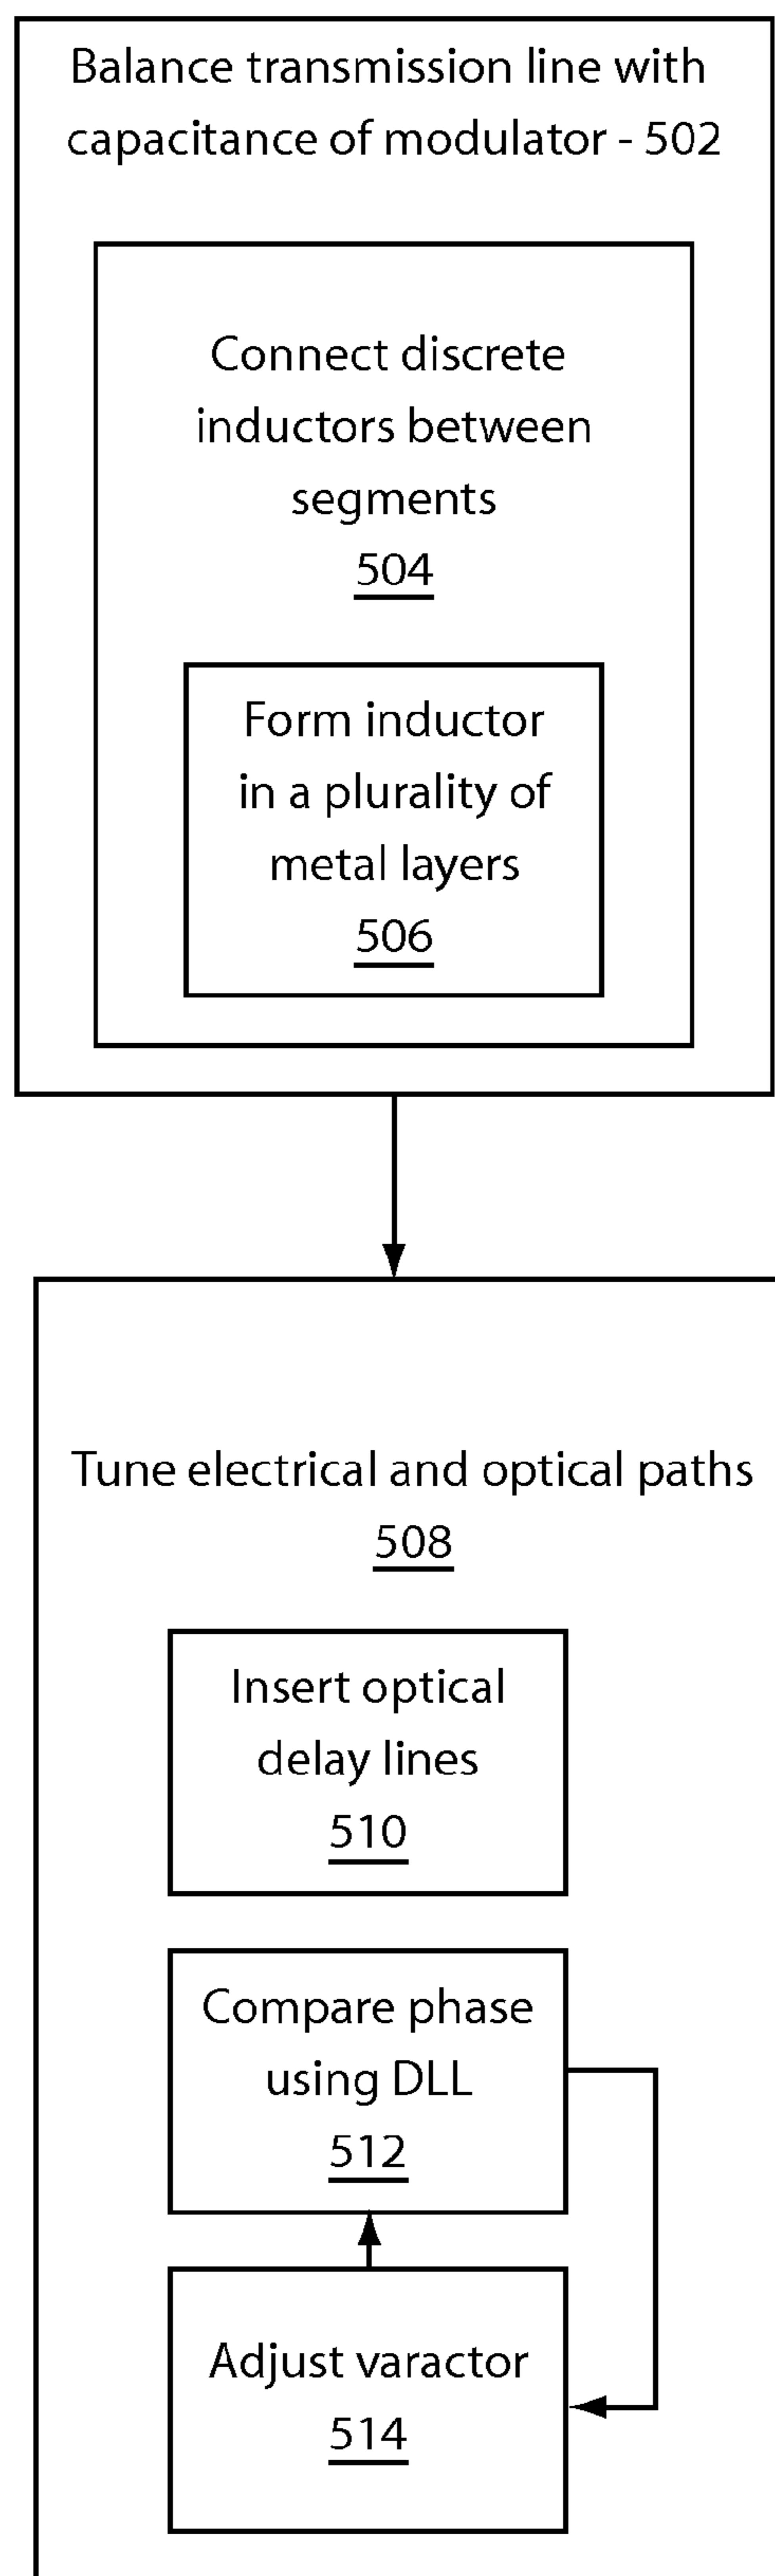 Balance transmission line with
capacitance of modulator - 502
Connect discrete
inductors between
segments
504
Form inductor
in a plurality of
metal layers
506
Tune electrical and optical paths
508
Insert optical
delay lines
510
Compare phase
using DLL
512
Adjust varactor
514